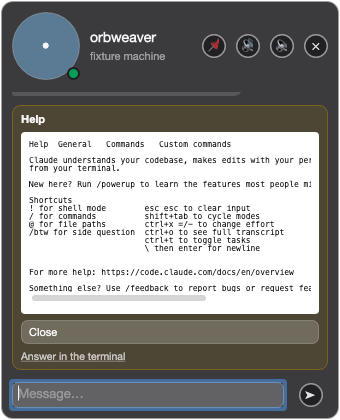 orbweaver
fixture machine
Help
Help General Commands Custom commands
Claude understands your codebase, makes edits with your per
from your terminal.
New here? Run /powerup to learn the features most people mi
Shortcuts
! for shell mode esc esc to clear input
/ for commands shift+tab to cycle modes
@ for file paths ctrl+x =/− to change effort
/btw for side question ctrl+o to see full transcript
ctrl+t to toggle tasks
\ then enter for newline
For more help: https://code.claude.com/docs/en/overview
Something else? Use /feedback to report bugs or request fea
Close
Answer in the terminal
Message…